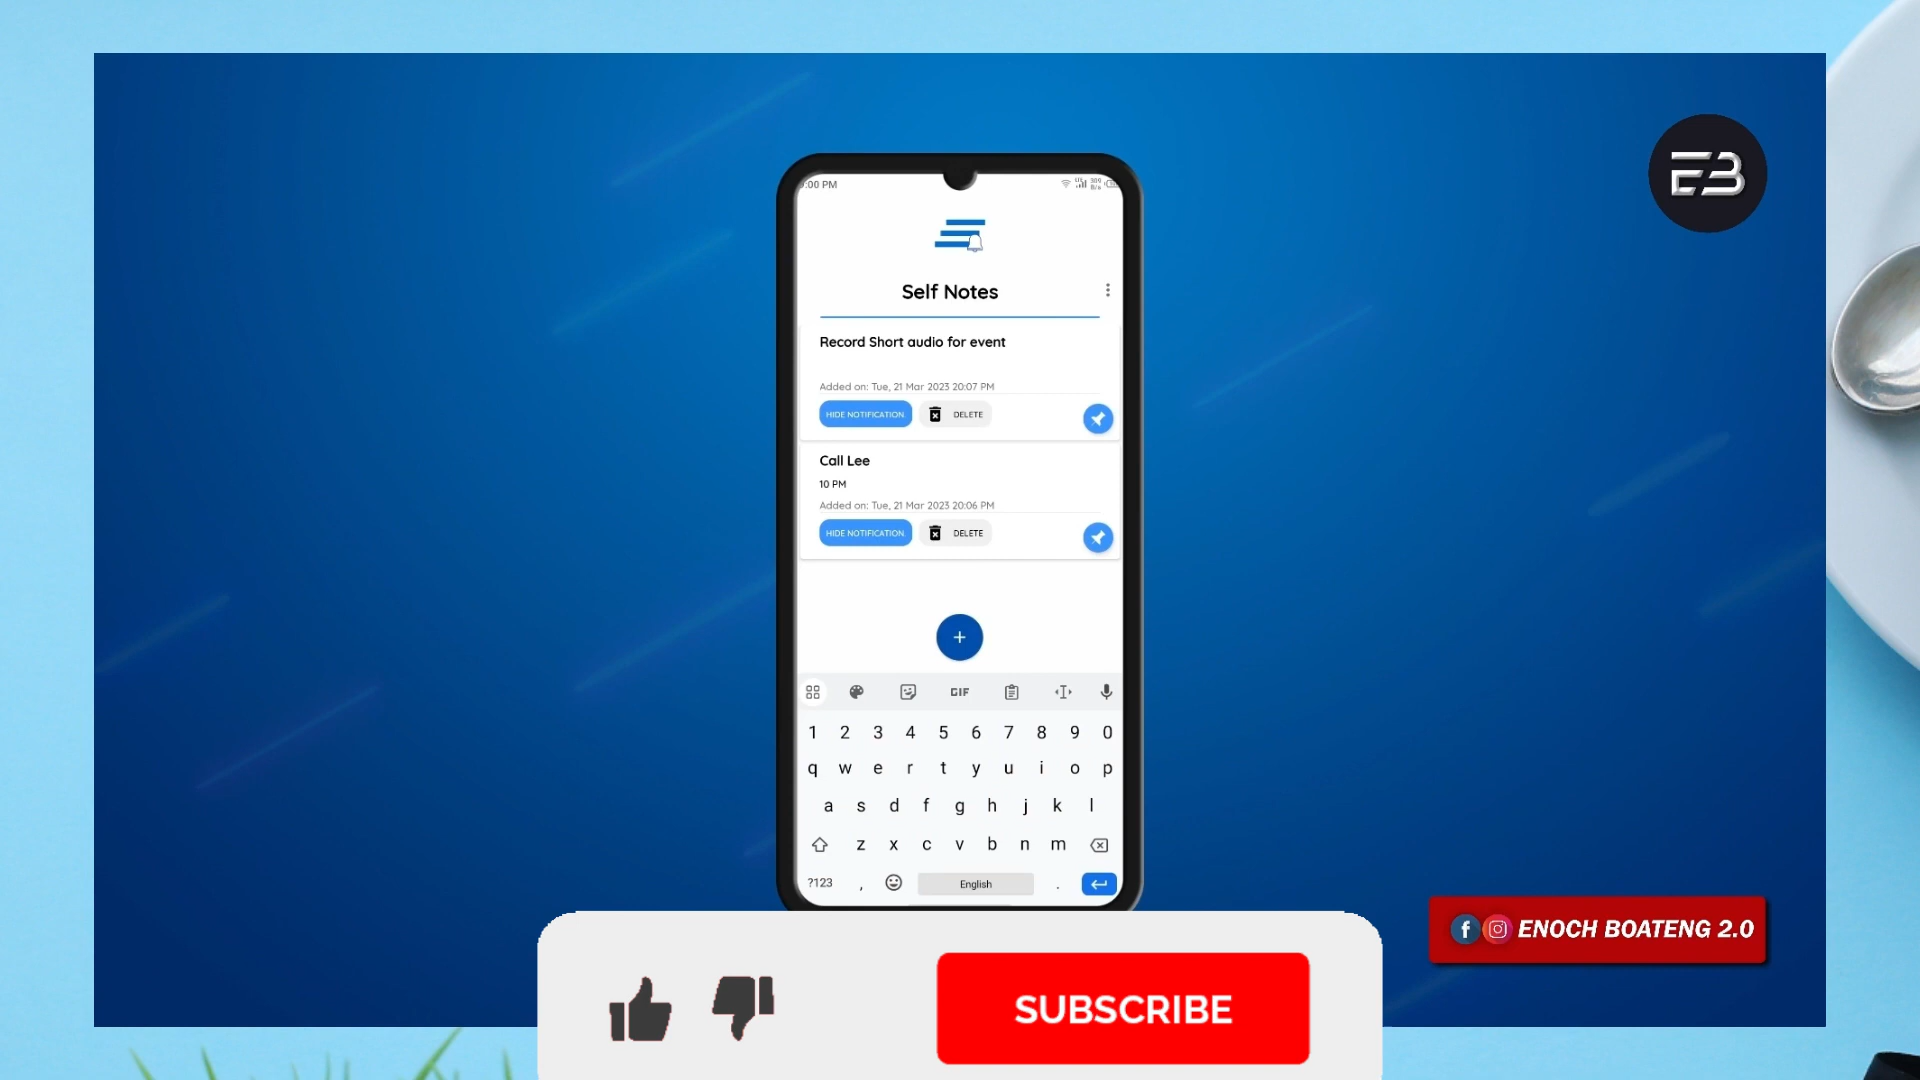 EB
:00 PM
Self Notes
Record Short audio for event
Added on: Tue, 21 Mar 2023 20:07 PM
HIDE NOTIFICATION
DELETE
Call Lee
10 PM
Added on: Tue, 21 Mar 2023 20:06 PM
HIDE NOTIFICATION
DELETE
+
GIF
1 2 3 4 5 6 7 8 9 0
q w e r t y u i o p
a s d f g h j k l
z x c v b n m
?123 , English .
f ENOCH BOATENG 2.0
SUBSCRIBE